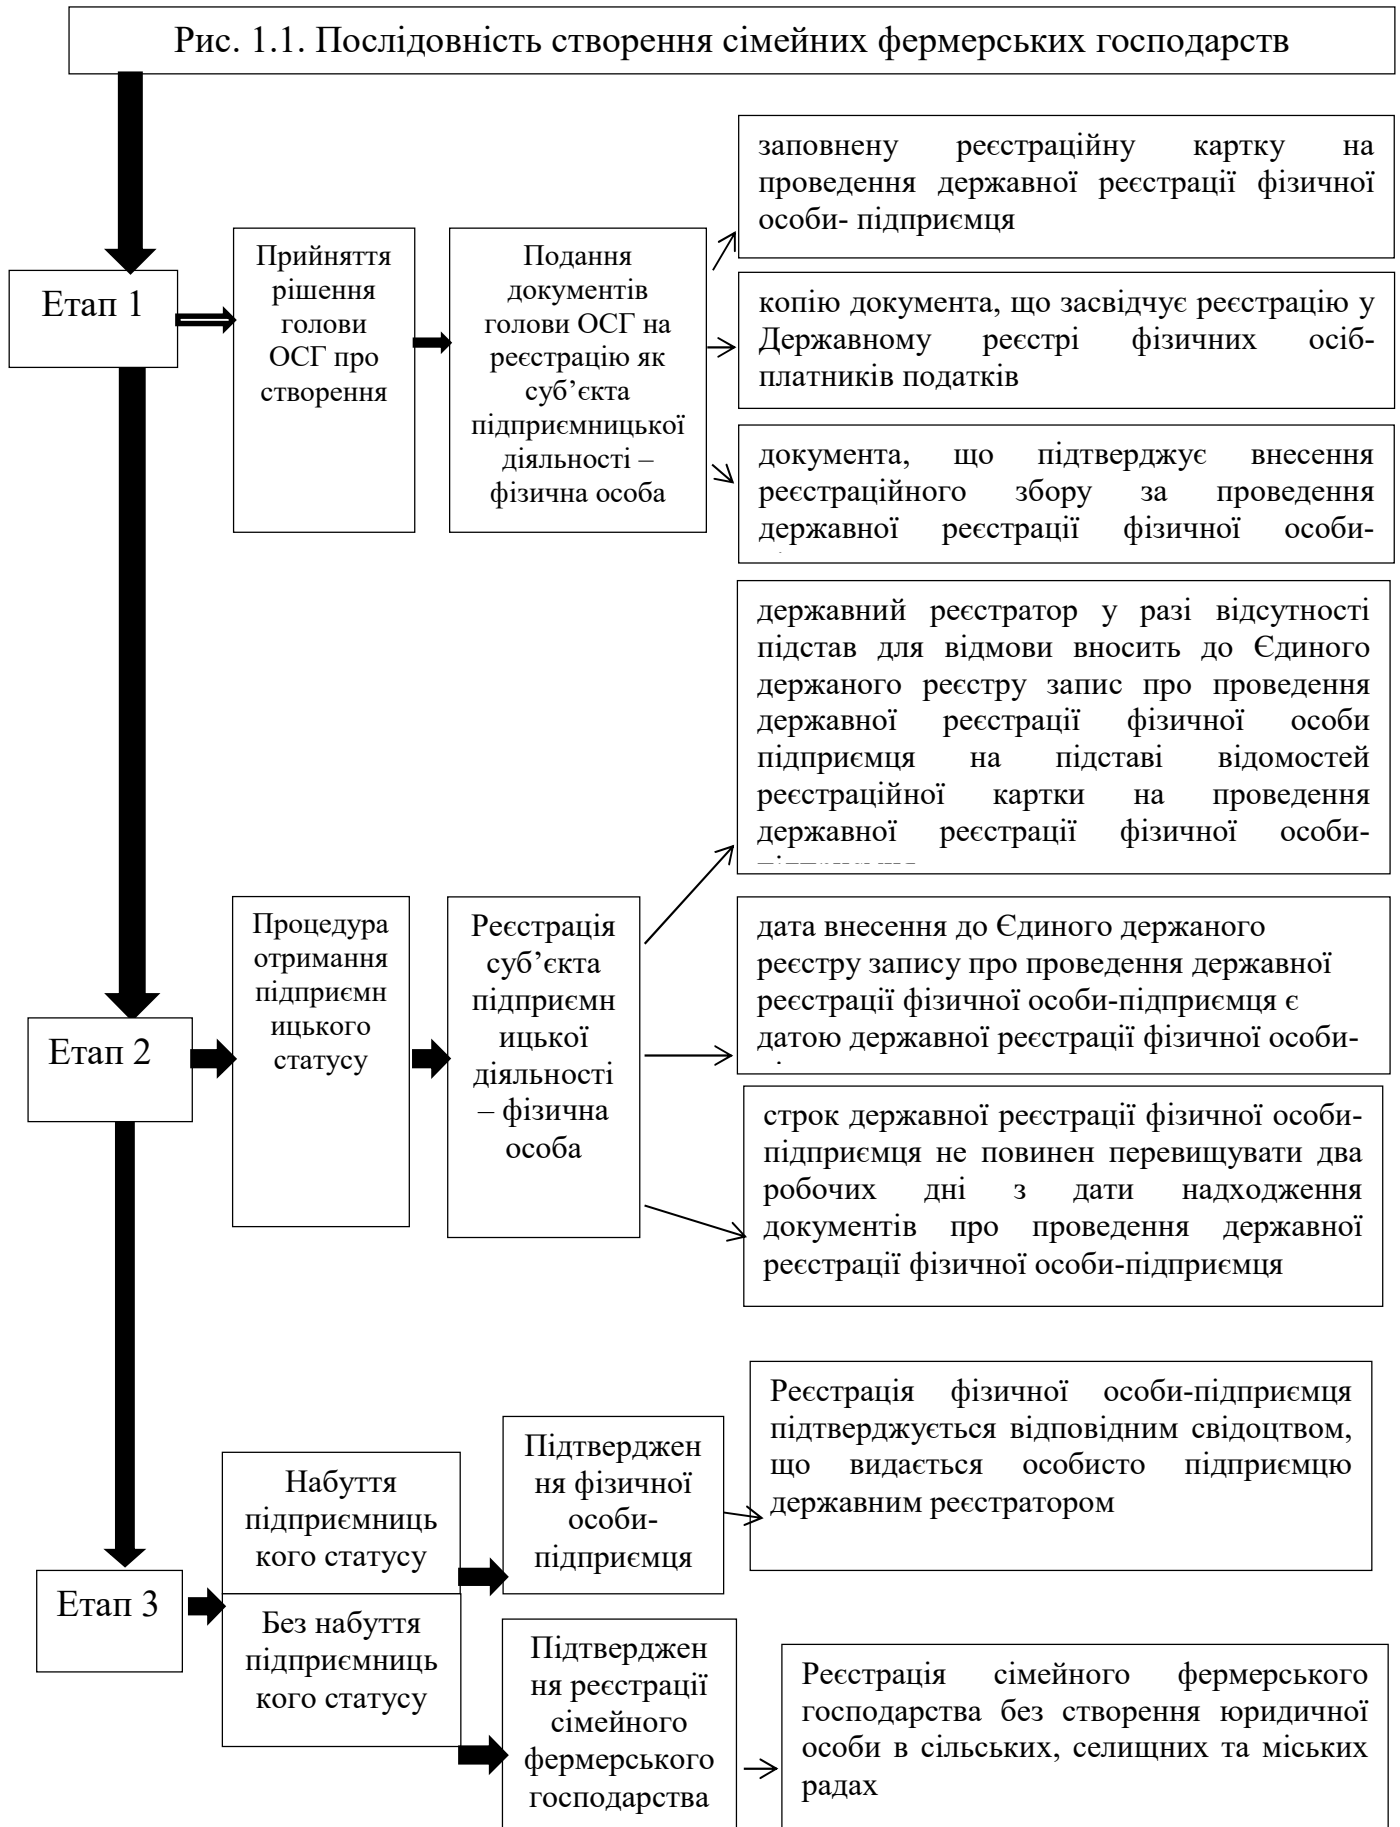 Рис. 1.1. Послідовність створення сімейних фермерських господарств
Етап 1
Прийняття
рішення
голови
ОСГ про
створення
Подання
документів
голови ОСГ на
реєстрацію як
суб’єкта
підприємницької
діяльності –
фізична особа
заповнену реєстраційну картку на
проведення державної реєстрації фізичної
особи- підприємця
копію документа, що засвідчує реєстрацію у
Державному реєстрі фізичних осіб-
платників податків
документа, що підтверджує внесення
реєстраційного збору за проведення
державної реєстрації фізичної особи-
Етап 2
Процедура
отримання
підприємн
ицького
статусу
Реєстрація
суб’єкта
підприємн
ицької
діяльності
– фізична
особа
державний реєстратор у разі відсутності
підстав для відмови вносить до Єдиного
держаного реєстру запис про проведення
державної реєстрації фізичної особи
підприємця на підставі відомостей
реєстраційної картки на проведення
державної реєстрації фізичної особи-
дата внесення до Єдиного держаного
реєстру запису про проведення державної
реєстрації фізичної особи-підприємця є
датою державної реєстрації фізичної особи-
строк державної реєстрації фізичної особи-
підприємця не повинен перевищувати два
робочих дні з дати надходження
документів про проведення державної
реєстрації фізичної особи-підприємця
Етап 3
Набуття
підприємниць
кого статусу
Підтверджен
ня фізичної
особи-
підприємця
Реєстрація фізичної особи-підприємця
підтверджується відповідним свідоцтвом,
що видається особисто підприємцю
державним реєстратором
Без набуття
підприємниць
кого статусу
Підтверджен
ня реєстрації
сімейного
фермерського
господарства
Реєстрація сімейного фермерського
господарства без створення юридичної
особи в сільських, селищних та міських
радах